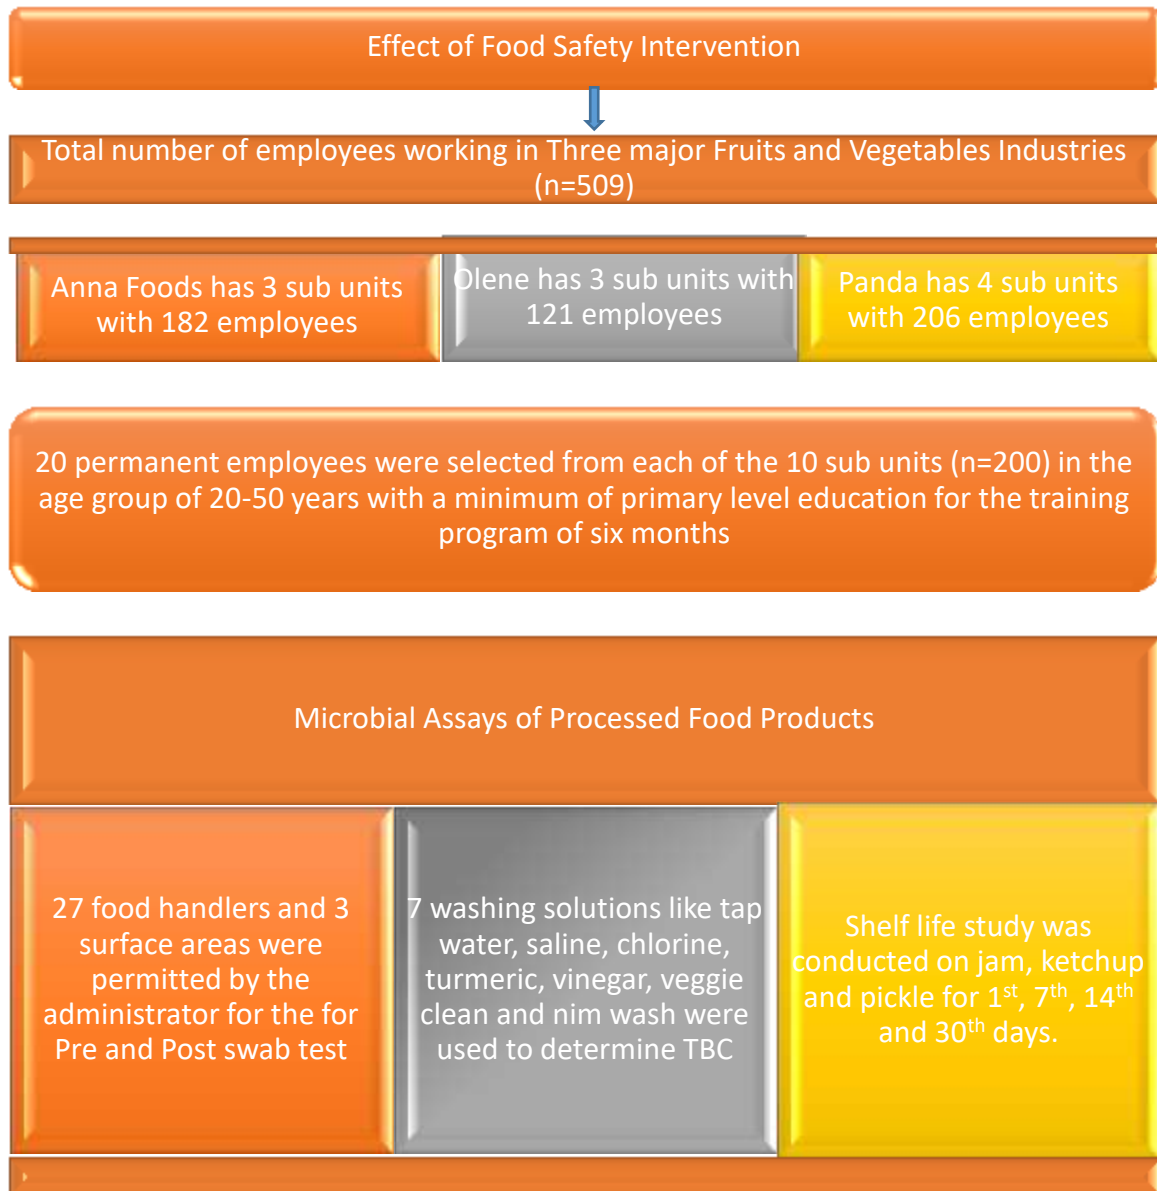 Effect of Food Safety Intervention
Total number of employees working in Three major Fruits and Vegetables Industries
(n=509)
Anna Foods has 3 sub units
with 182 employees
Olene has 3 sub units with
121 employees
Panda has 4 sub units
with 206 employees
20 permanent employees were selected from each of the 10 sub units (n=200) in the
age group of 20-50 years with a minimum of primary level education for the training
program of six months
Microbial Assays of Processed Food Products
27 food handlers and 3
surface areas were
permitted by the
administrator for the for
Pre and Post swab test
7 washing solutions like tap
water, saline, chlorine,
turmeric, vinegar, veggie
clean and nim wash were
used to determine TBC
Shelf life study was
conducted on jam, ketchup
and pickle for 1st, 7th, 14th
and 30th days.